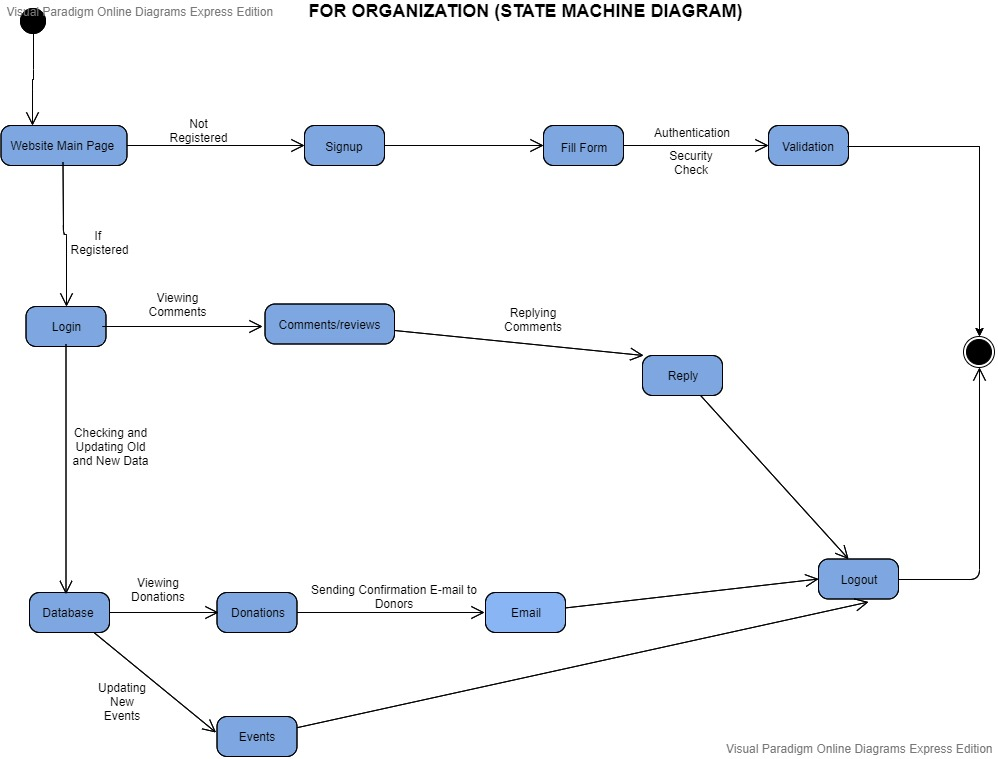 Visual Paradigm Online Diagrams Express Edition
FOR ORGANIZATION (STATE MACHINE DIAGRAM)
Website Main Page
Not
Registered
Signup
Fill Form
Authentication
Security
Check
Validation
If
Registered
Login
Viewing
Comments
Comments/reviews
Replying
Comments
Reply
Checking and
Updating Old
and New Data
Database
Viewing
Donations
Donations
Sending Confirmation E-mail to
Donors
Email
Logout
Updating
New
Events
Events
Visual Paradigm Online Diagrams Express Edition